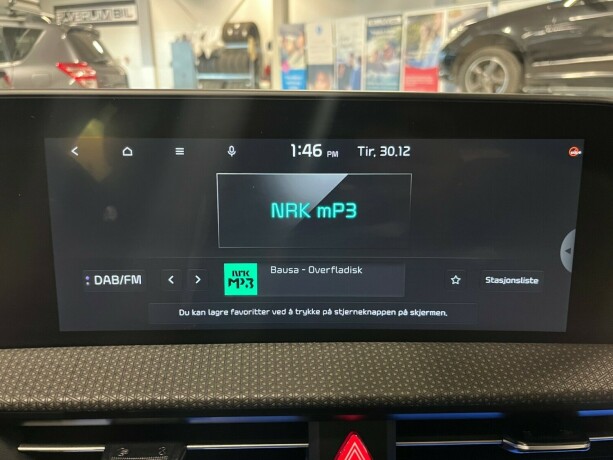 1:46 PM Tir, 30.12
NRK mP3
DAB/FM
NRK
MP3
Bausa - Overfladisk
Stasjonsliste
Du kan lagre favoritter ved å trykke på stjerneknappen på skjermen.